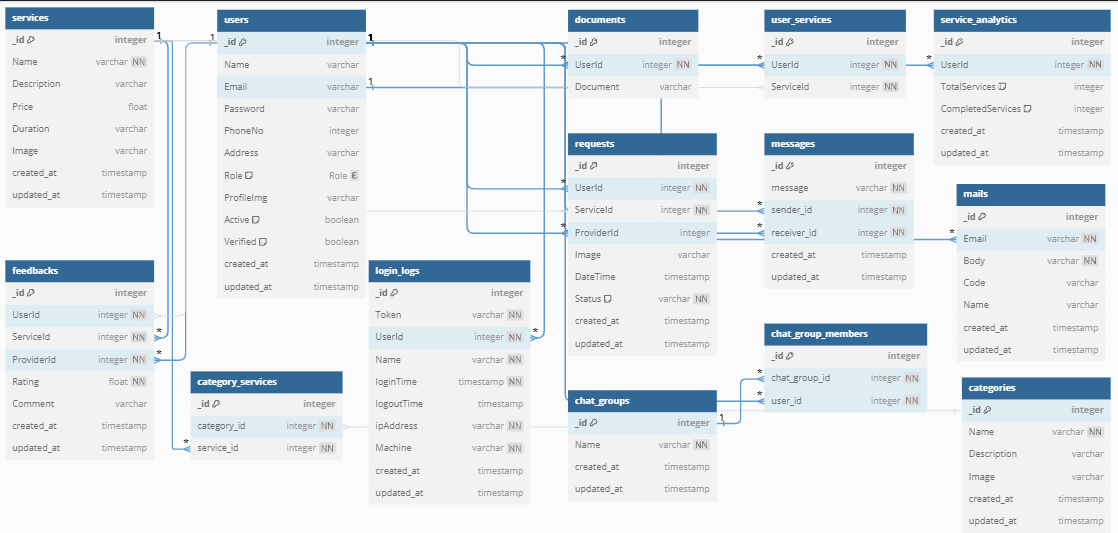 services
_id integer
Name varchar NN
Description varchar
Price float
Duration varchar
Image varchar
created_at timestamp
updated_at timestamp
users
_id integer
Name varchar
Email varchar
Password varchar
PhoneNo integer
Address varchar
Role Role E
ProfileImg varchar
Active boolean
Verified boolean
created_at timestamp
updated_at timestamp
documents
_id integer
UserId integer NN
Document varchar
user_services
_id integer
UserId integer NN
ServiceId integer NN
service_analytics
_id integer
UserId integer NN
TotalServices integer
CompletedServices integer
created_at timestamp
updated_at timestamp
requests
_id integer
UserId integer NN
ServiceId integer NN
ProviderId integer
Image varchar
DateTime timestamp
Status varchar NN
created_at timestamp
updated_at timestamp
messages
_id integer
message varchar NN
sender_id integer NN
receiver_id integer NN
created_at timestamp
updated_at timestamp
mails
_id integer
Email varchar NN
Body varchar NN
Code varchar
Name varchar
created_at timestamp
updated_at timestamp
feedbacks
_id integer
UserId integer NN
ServiceId integer NN
ProviderId integer NN
Rating float NN
Comment varchar
created_at timestamp
updated_at timestamp
login_logs
_id integer
Token varchar NN
UserId integer NN
Name varchar NN
loginTime timestamp NN
logoutTime timestamp
ipAddress varchar NN
Machine varchar NN
created_at timestamp
updated_at timestamp
category_services
_id integer
category_id integer NN
service_id integer NN
chat_groups
_id integer
Name varchar NN
created_at timestamp
updated_at timestamp
chat_group_members
_id integer
chat_group_id integer NN
user_id integer NN
categories
_id integer
Name varchar NN
Description varchar
Image varchar
created_at timestamp
updated_at timestamp
1
1
1
1
1
*
*
*
*
*
*
*
*
*
*
*
*
*
*